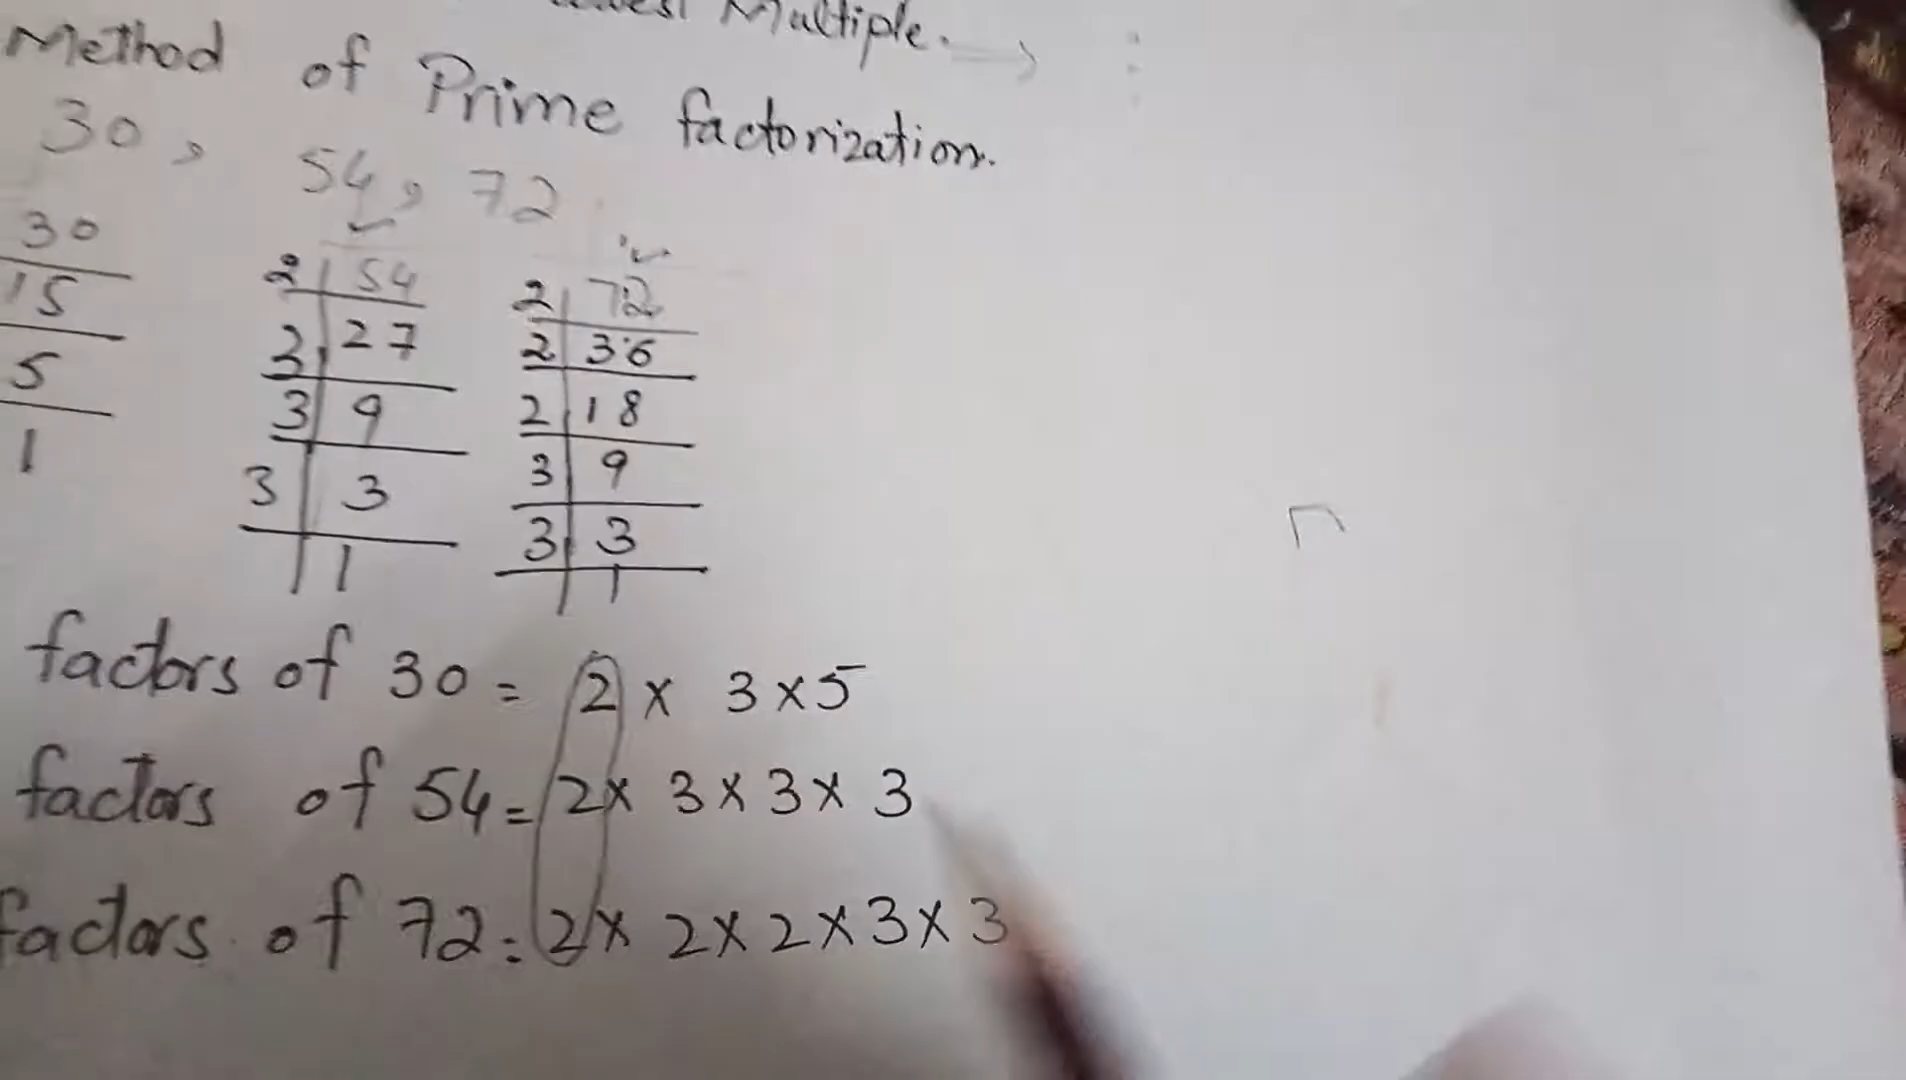 Multiple.
Method of Prime factorization.
30, 54, 72
30
15
5
1
2 54
3 27
3 9
3 3
1
2 72
2 36
2 18
3 9
3 3
1
factors of 30 = 2 x 3 x 5
factors of 54 = 2 x 3 x 3 x 3
factors of 72 = 2 x 2 x 2 x 3 x 3